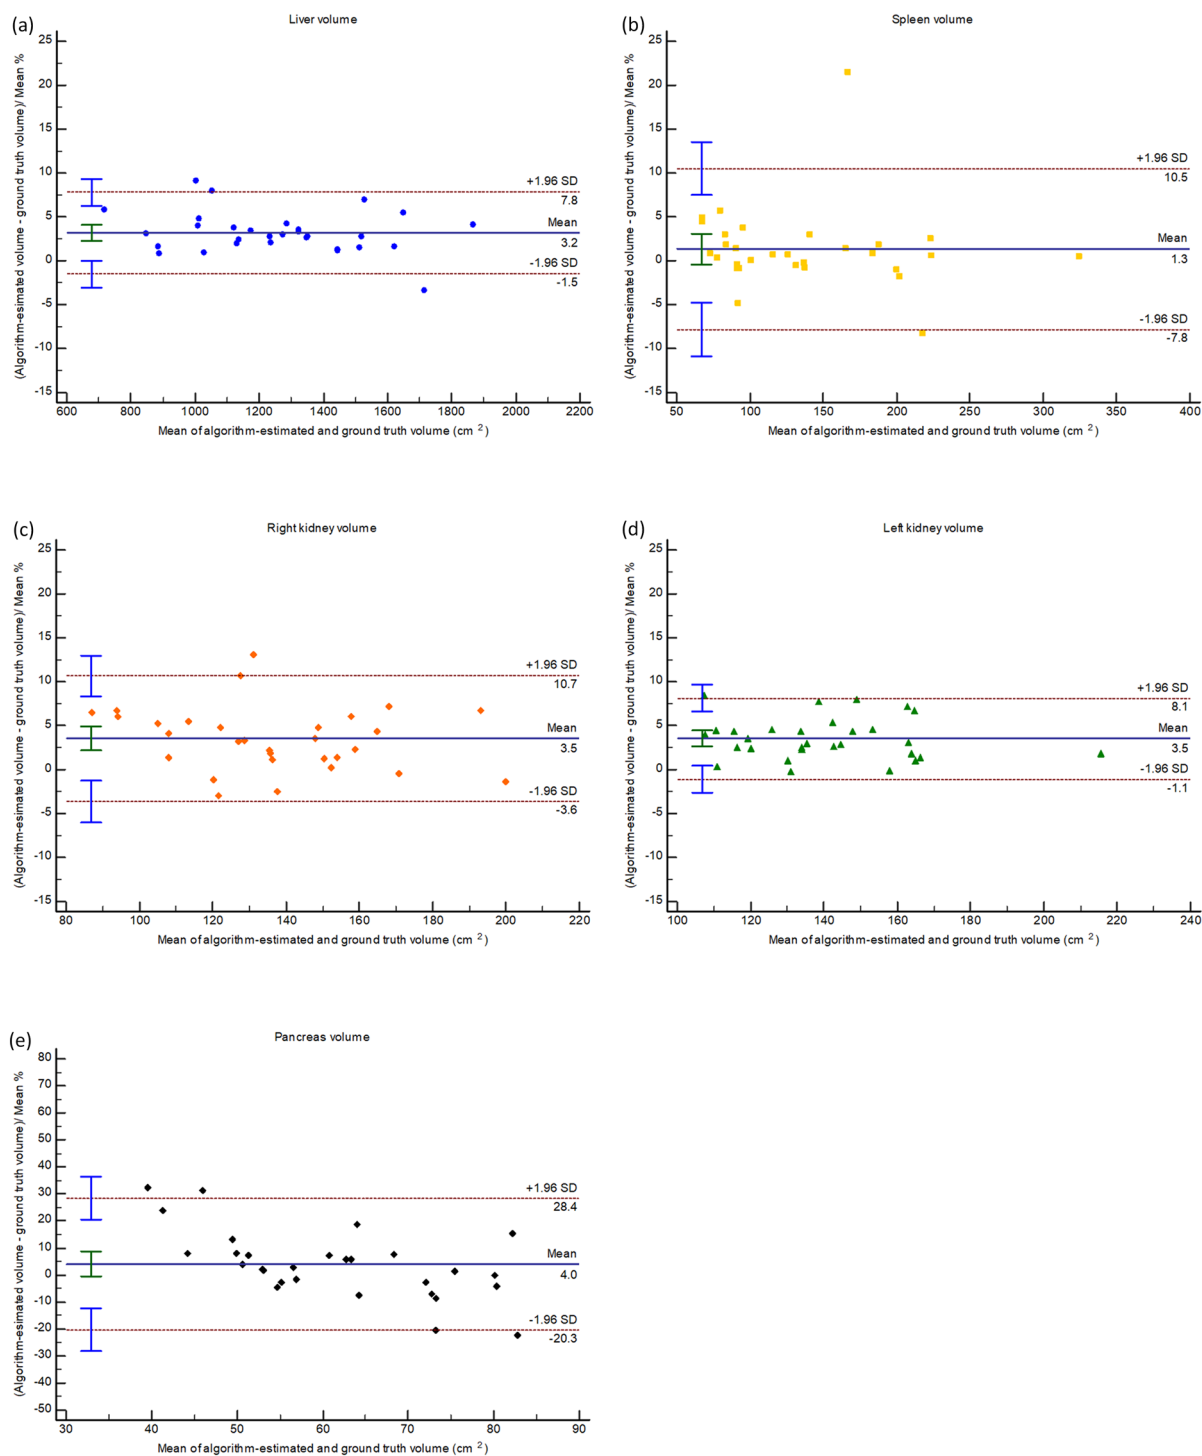 (a)
Liver volume
(Algorithm-esimated volume - ground truth volume)/ Mean %
25
20
15
10
5
0
-5
-10
-15
+1.96 SD
7.8
Mean
3.2
-1.96 SD
-1.5
600 800 1000 1200 1400 1600 1800 2000 2200
Mean of algorithm-estimated and ground truth volume (cm 2)
(b)
Spleen volume
(Algorithm-esimated volume - ground truth volume)/ Mean %
25
20
15
10
5
0
-5
-10
-15
+1.96 SD
10.5
Mean
1.3
-1.96 SD
-7.8
50 100 150 200 250 300 350 400
Mean of algorithm-estimated and ground truth volume (cm 2)
(c)
Right kidney volume
(Algorithm-esimated volume - ground truth volume)/ Mean %
25
20
15
10
5
0
-5
-10
-15
+1.96 SD
10.7
Mean
3.5
-1.96 SD
-3.6
80 100 120 140 160 180 200 220
Mean of algorithm-estimated and ground truth volume (cm 2)
(d)
Left kidney volume
(Algorithm-esimated volume - ground truth volume)/ Mean %
25
20
15
10
5
0
-5
-10
-15
+1.96 SD
8.1
Mean
3.5
-1.96 SD
-1.1
100 120 140 160 180 200 220 240
Mean of algorithm-estimated and ground truth volume (cm 2)
(e)
Pancreas volume
(Algorithm-esimated volume - ground truth volume)/ Mean %
80
70
60
50
40
30
20
10
0
-10
-20
-30
-40
-50
+1.96 SD
28.4
Mean
4.0
-1.96 SD
-20.3
30 40 50 60 70 80 90
Mean of algorithm-estimated and ground truth volume (cm 2)